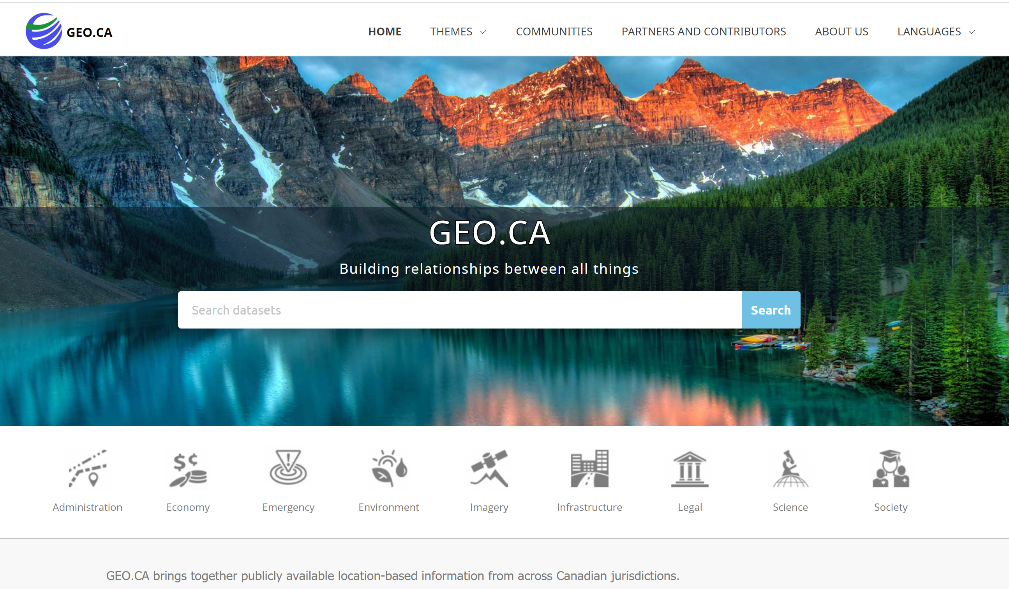 GEO.CA
HOME THEMES COMMUNITIES PARTNERS AND CONTRIBUTORS ABOUT US LANGUAGES
GEO.CA
Building relationships between all things
Search datasets Search
Administration Economy Emergency Environment Imagery Infrastructure Legal Science Society
GEO.CA brings together publicly available location-based information from across Canadian jurisdictions.